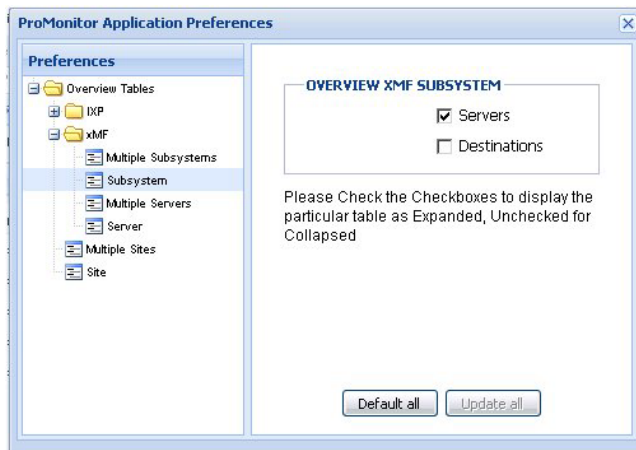 ProMonitor Application Preferences
Preferences
Overview Tables
IXP
xMF
Multiple Subsystems
Subsystem
Multiple Servers
Server
Multiple Sites
Site
OVERVIEW XMF SUBSYSTEM
Servers
Destinations
Please Check the Checkboxes to display the
particular table as Expanded, Unchecked for
Collapsed
Default all
Update all